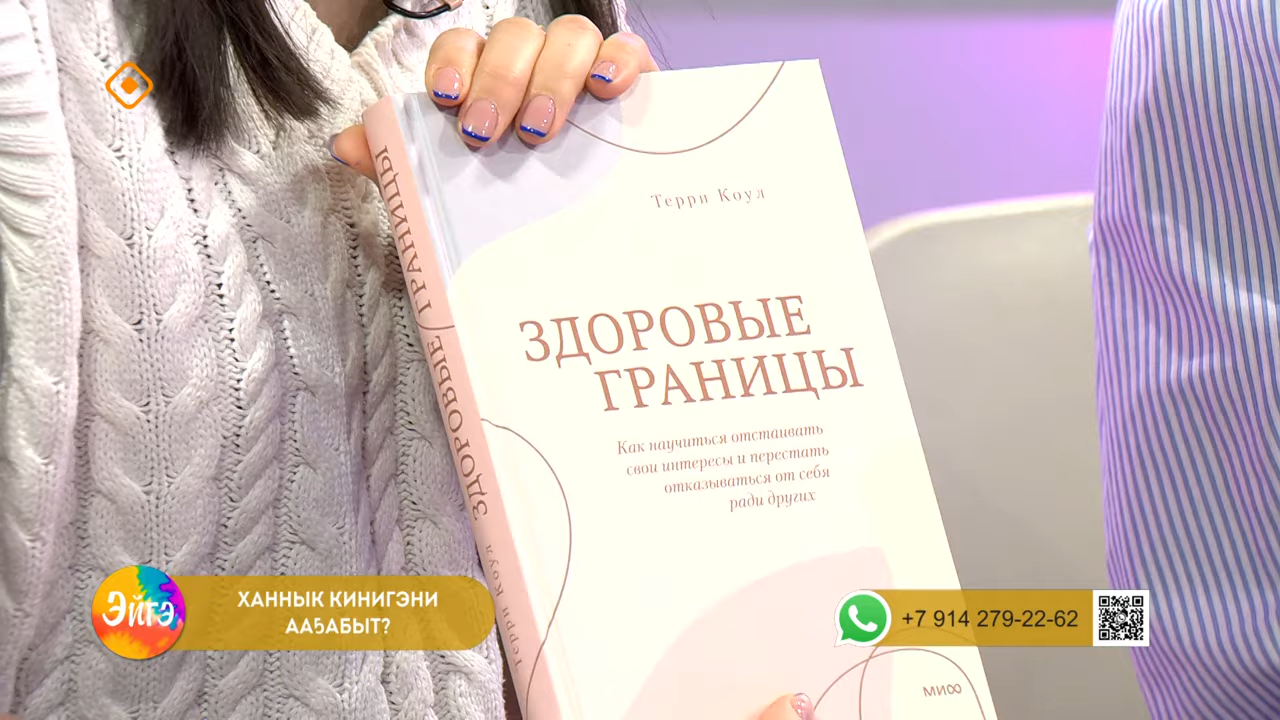 Терри Коул
ЗДОРОВЫЕ
ГРАНИЦЫ
Как научиться отстаивать
свои интересы и перестать
отказываться от себя
ради других
миф
ЗДОРОВЫЕ ГРАНИЦЫ
Терри Коул
Эйгэ
ХАННЫК КИНИГЭНИ
ААҔАБЫТ?
+7 914 279-22-62